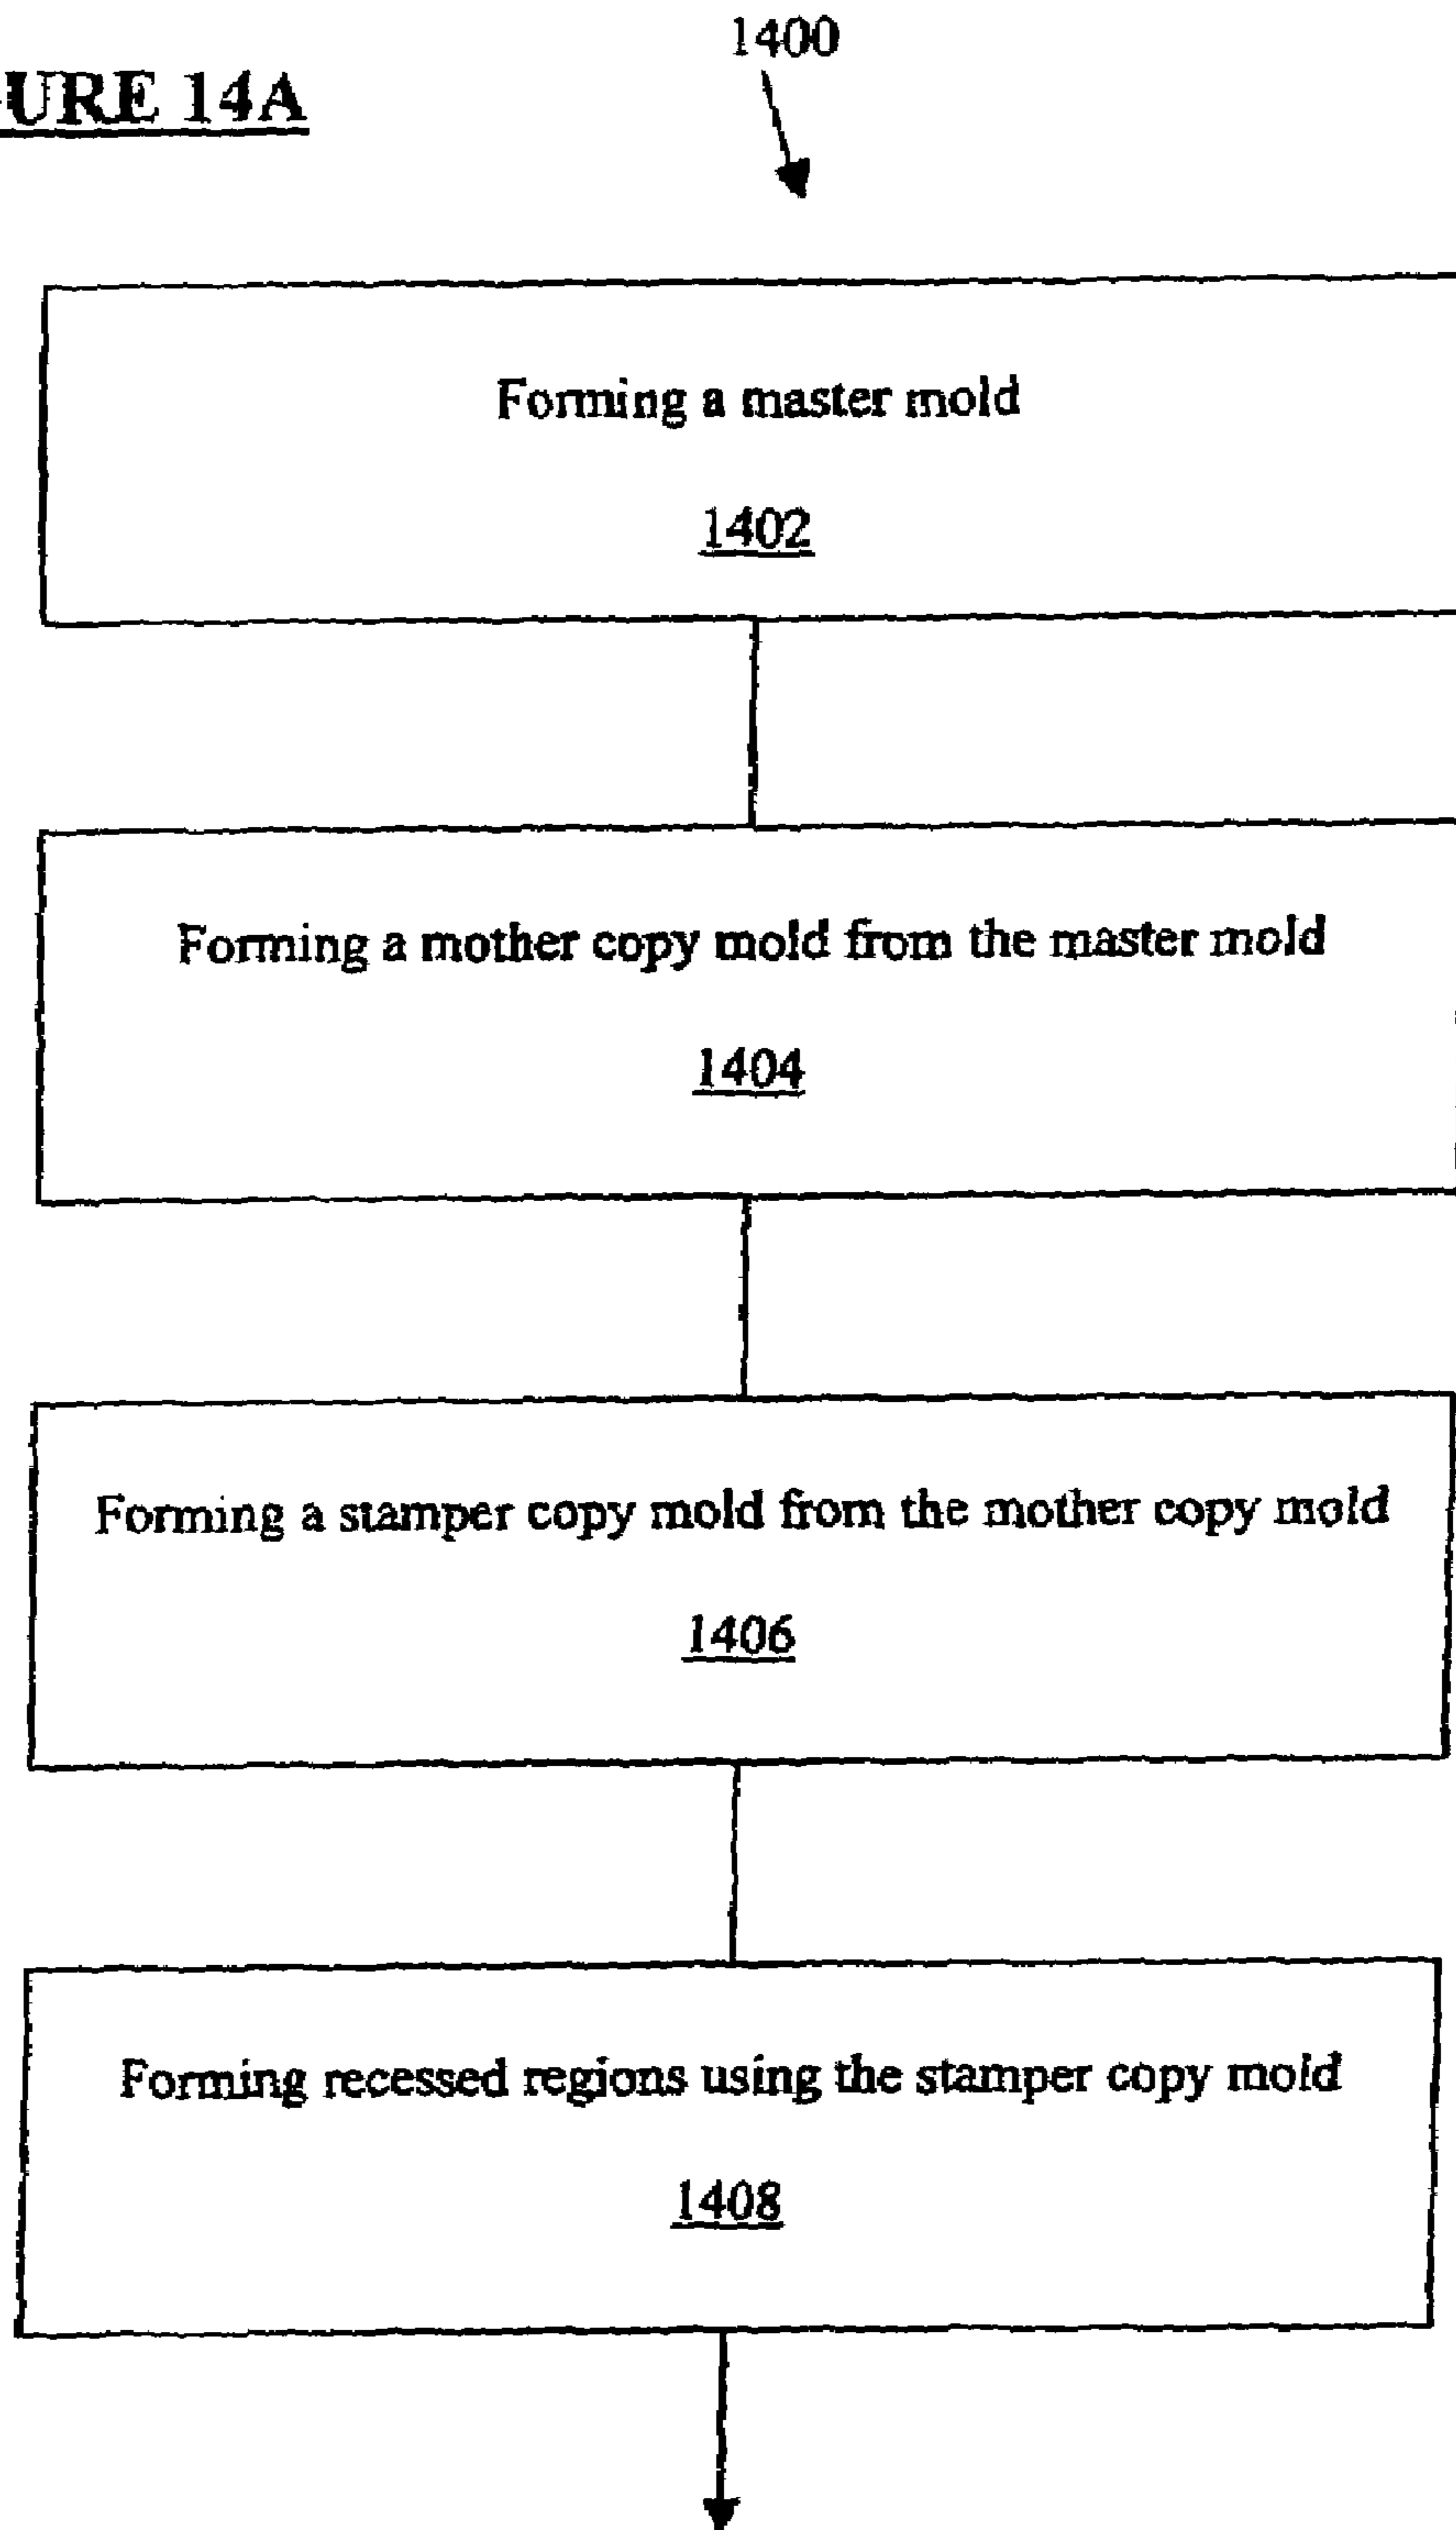 URE 14A
1400
Forming a master mold
1402
Forming a mother copy mold from the master mold
1404
Forming a stamper copy mold from the mother copy mold
1406
Forming recessed regions using the stamper copy mold
1408